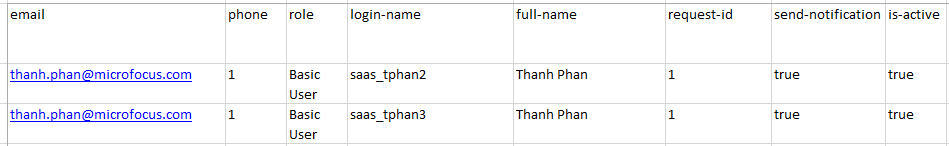 email phone role login-name full-name request-id send-notification is-active
thanh.phan@microfocus.com 1 Basic User saas_tphan2 Thanh Phan 1 true true
thanh.phan@microfocus.com 1 Basic User saas_tphan3 Thanh Phan 1 true true